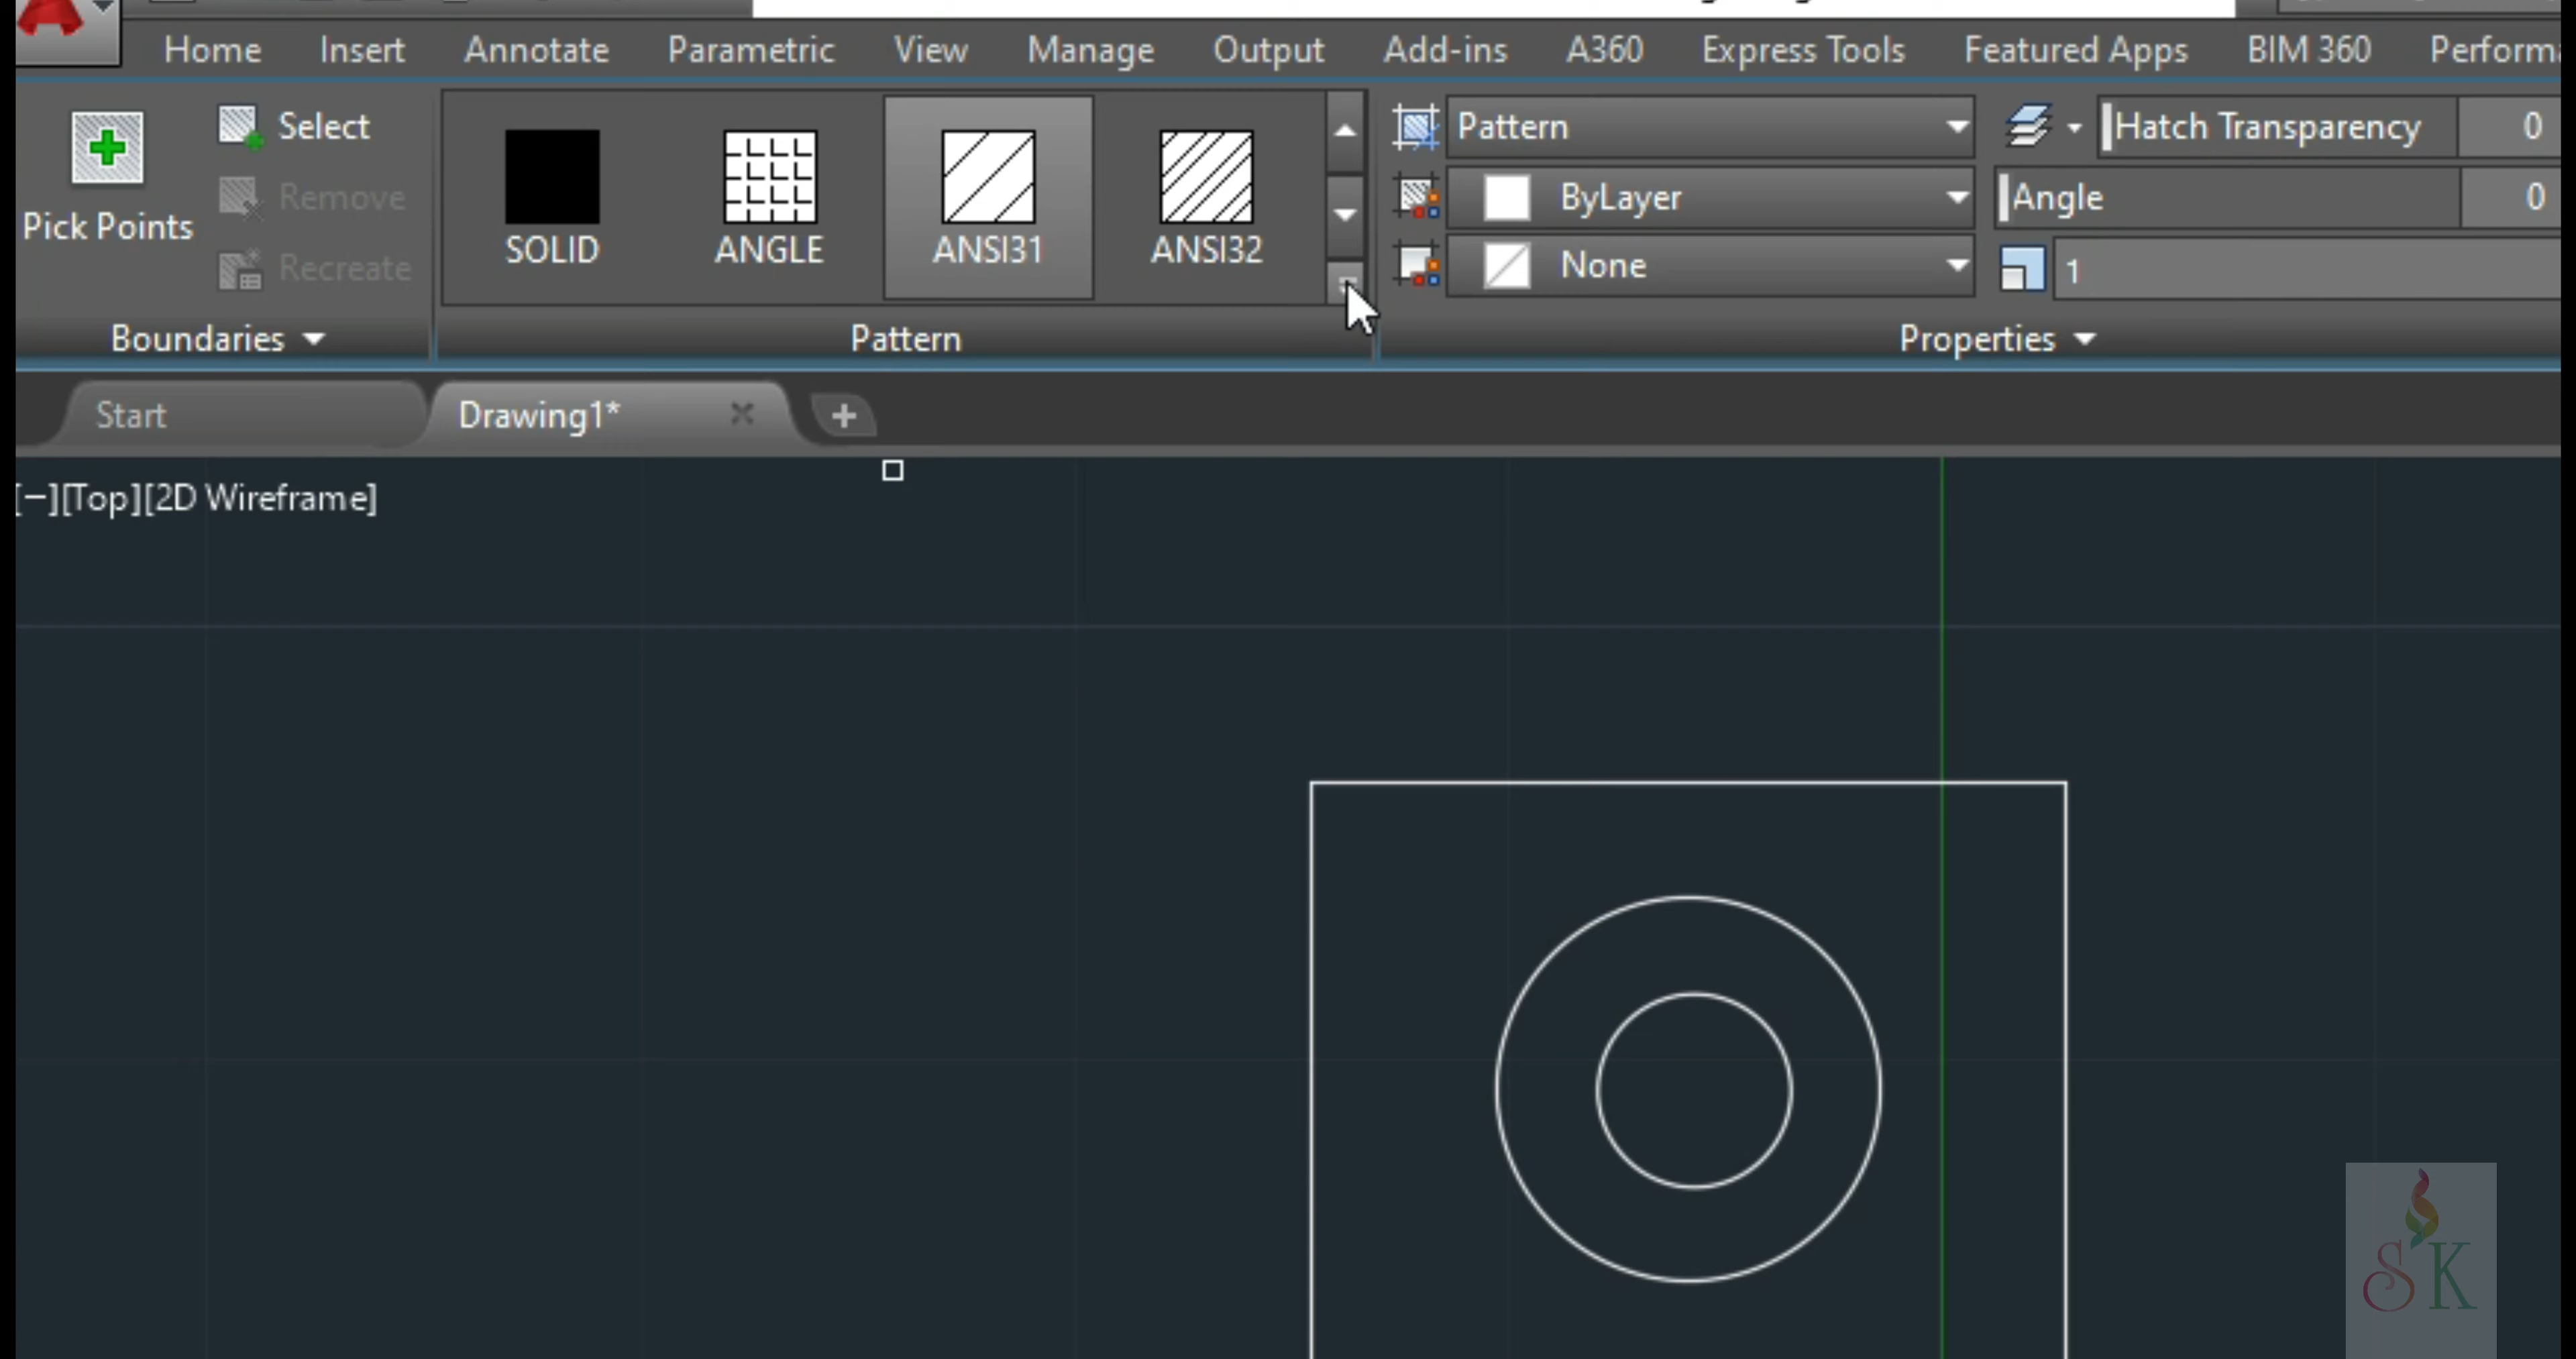 Home Insert Annotate Parametric View Manage Output Add-ins A360 Express Tools Featured Apps BIM 360
Pick Points
Select
Remove
Recreate
Boundaries
SOLID ANGLE ANSI31 ANSI32
Pattern
Pattern
ByLayer
None
Hatch Transparency 0
Angle 0
1
Properties
Start Drawing1*
[−][Top][2D Wireframe]
SK